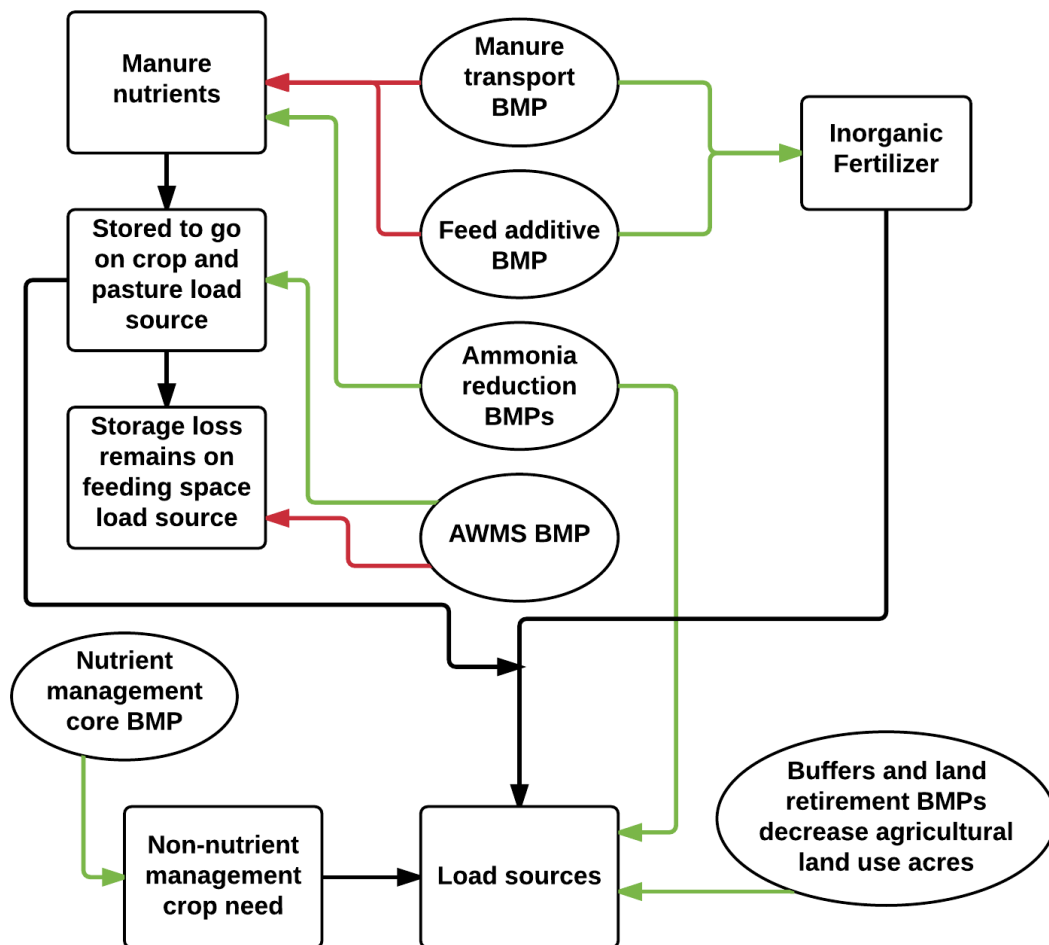 Manure
nutrients
Manure
transport
BMP
Inorganic
Fertilizer
Stored to go
on crop and
pasture load
source
Feed additive
BMP
Ammonia
reduction
BMPs
Storage loss
remains on
feeding space
load source
AWMS BMP
Nutrient
management
core BMP
Buffers and land
retirement BMPs
decrease agricultural
land use acres
Non-nutrient
management
crop need
Load sources